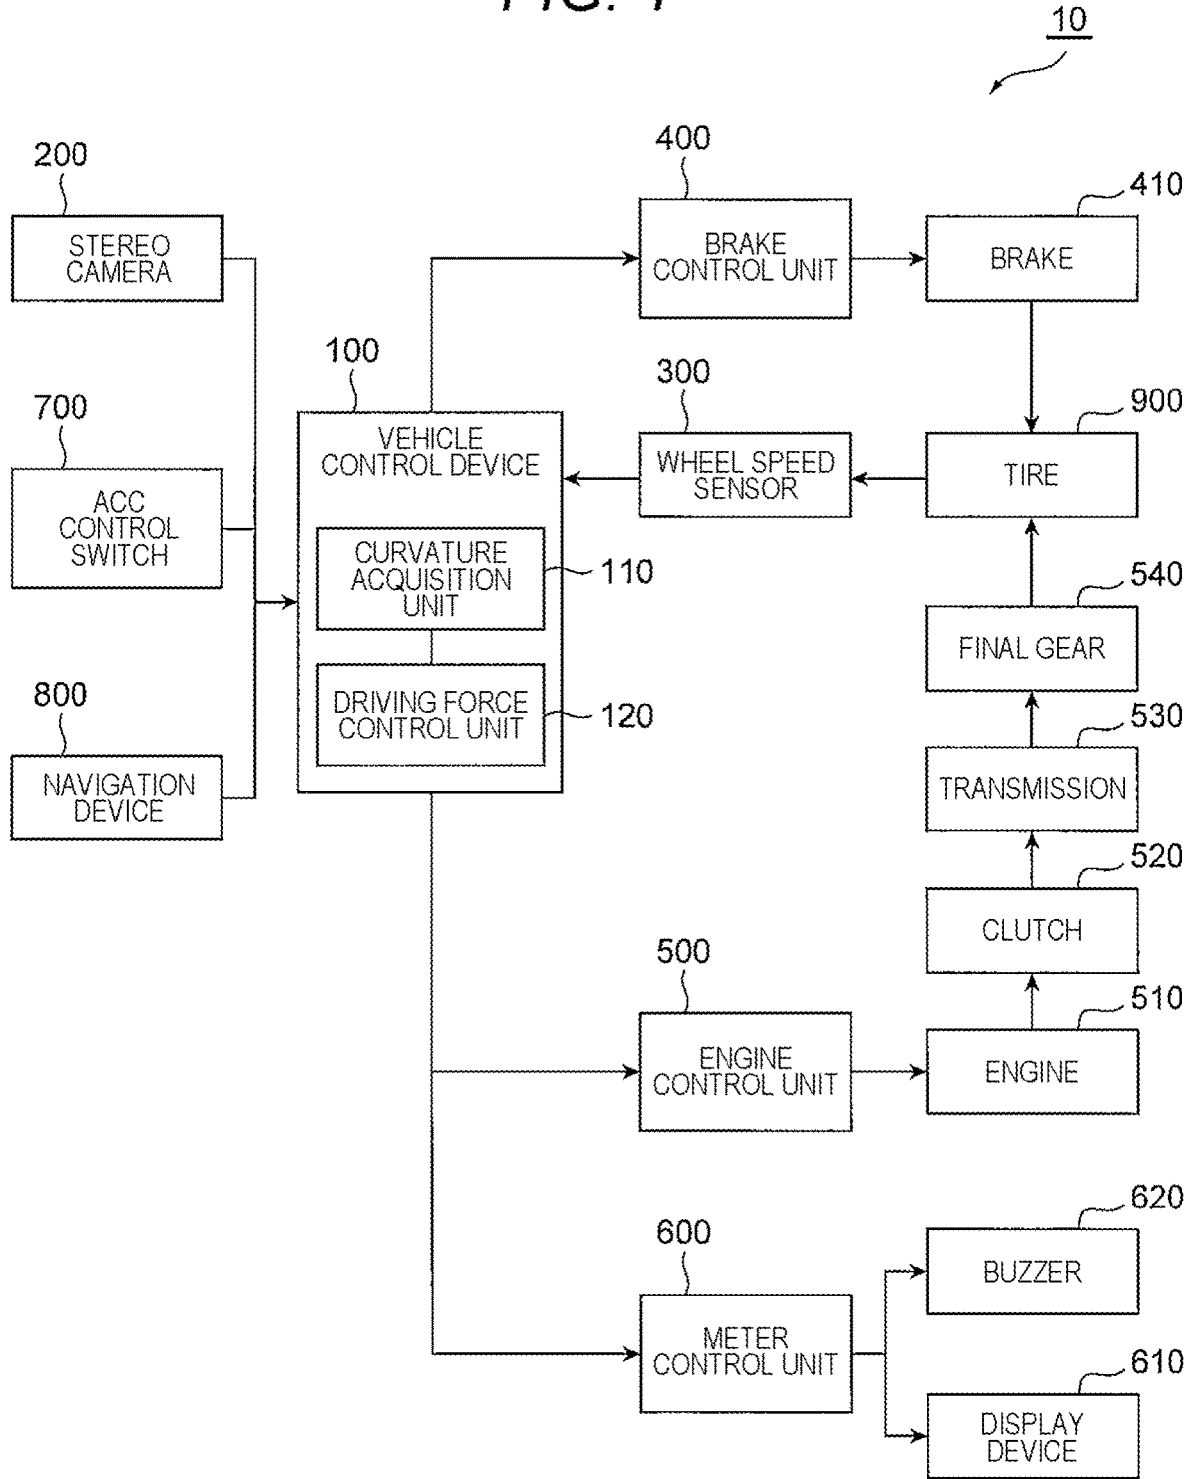 10
200
STEREO
CAMERA
400
BRAKE
CONTROL UNIT
410
BRAKE
100
VEHICLE
CONTROL DEVICE
300
WHEEL SPEED
SENSOR
900
TIRE
700
ACC
CONTROL
SWITCH
CURVATURE
ACQUISITION
UNIT
110
540
FINAL GEAR
DRIVING FORCE
CONTROL UNIT
120
800
NAVIGATION
DEVICE
530
TRANSMISSION
520
CLUTCH
500
ENGINE
CONTROL UNIT
510
ENGINE
600
METER
CONTROL UNIT
620
BUZZER
610
DISPLAY
DEVICE